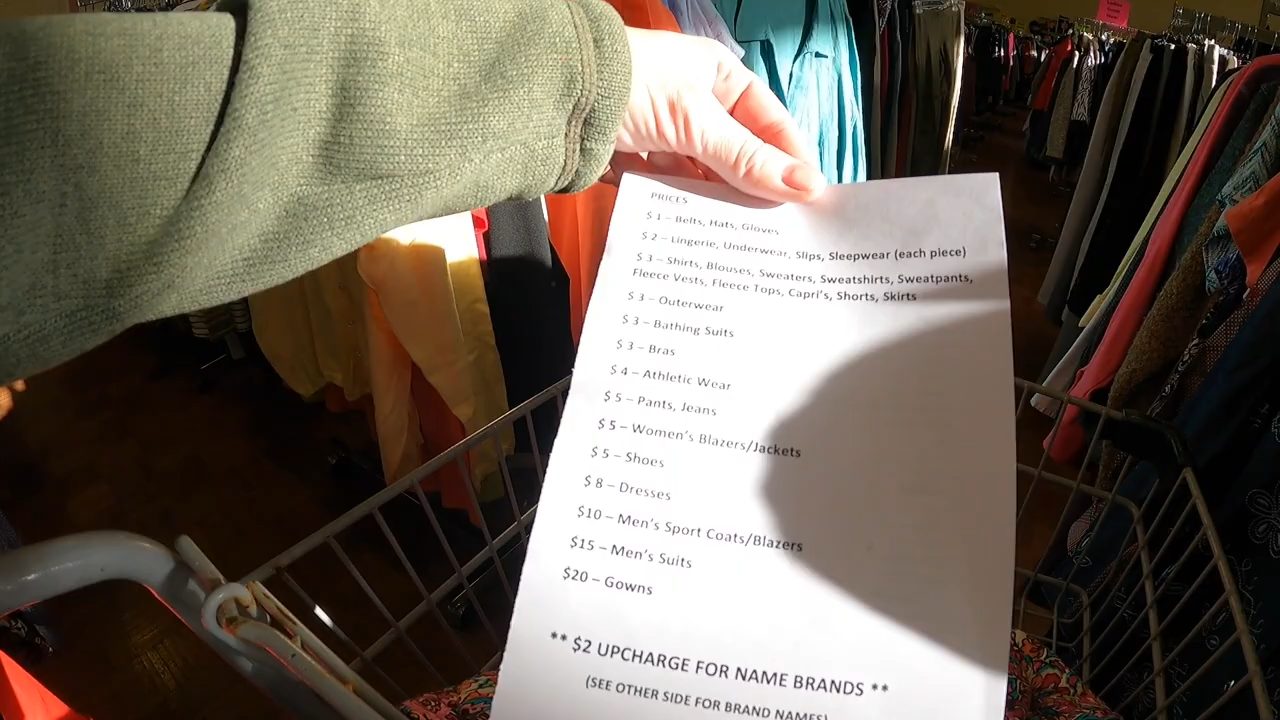 PRICES
$ 1 – Belts, Hats, Gloves
$ 2 – Lingerie, Underwear, Slips, Sleepwear (each piece)
$ 3 – Shirts, Blouses, Sweaters, Sweatshirts, Sweatpants,
Fleece Vests, Fleece Tops, Capri's, Shorts, Skirts
$ 3 – Outerwear
$ 3 – Bathing Suits
$ 3 – Bras
$ 4 – Athletic Wear
$ 5 – Pants, Jeans
$ 5 – Women's Blazers/Jackets
$ 5 – Shoes
$ 8 – Dresses
$10 – Men's Sport Coats/Blazers
$15 – Men's Suits
$20 – Gowns
** $2 UPCHARGE FOR NAME BRANDS **
(SEE OTHER SIDE FOR BRAND NAMES)